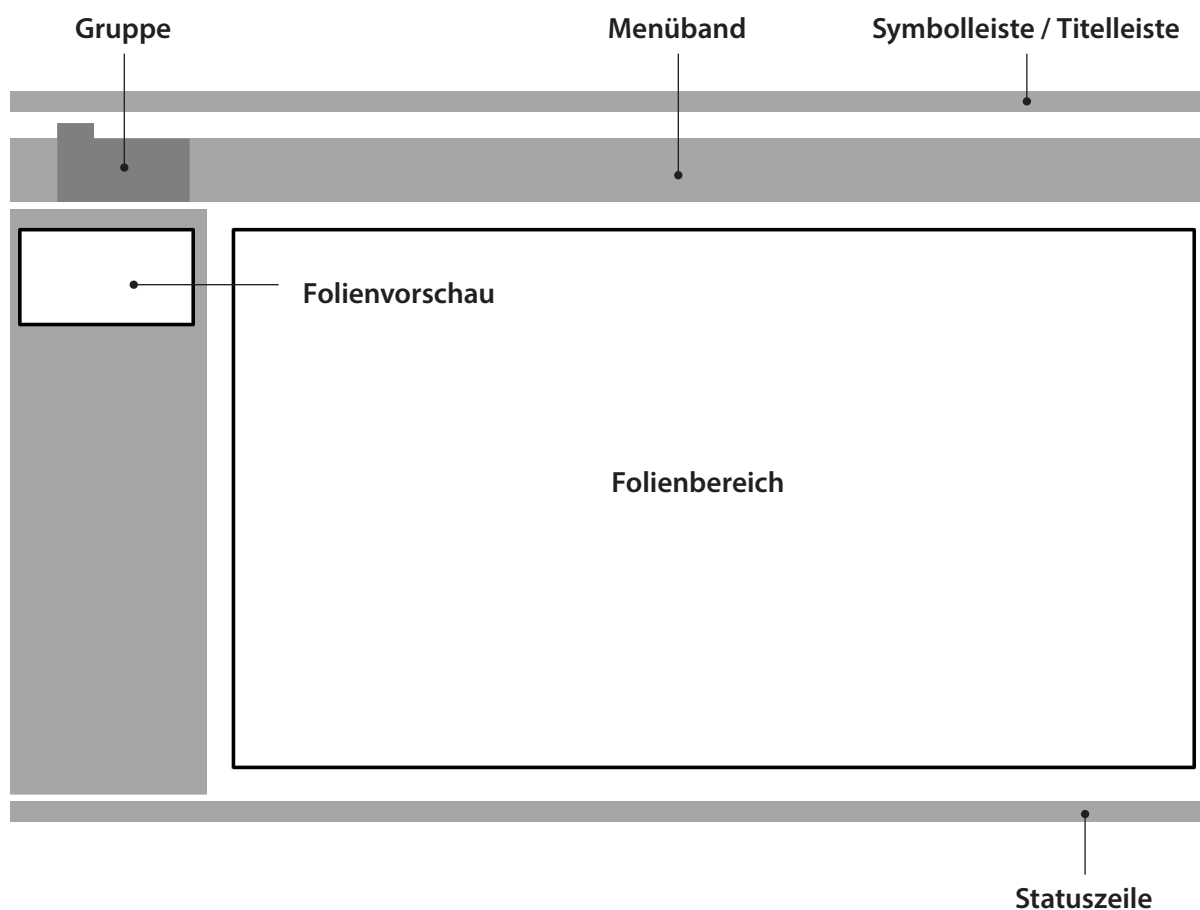 Gruppe
Menüband
Symbolleiste / Titelleiste
Folienvorschau
Folienbereich
Statuszeile